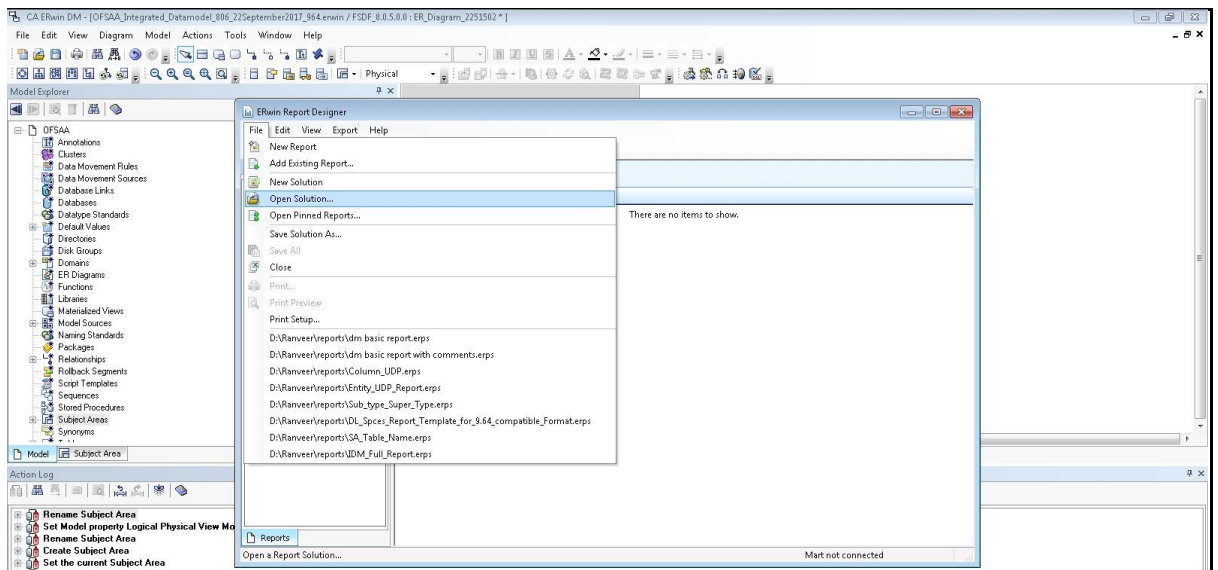 CA ERwin DM - [OFSAA_Integrated_Datamodel_806_22September2017_964.erwin / FSDF_8.0.5.0.0 : ER_Diagram_2251502 * ]
File Edit View Diagram Model Actions Tools Window Help
Physical
Model Explorer
OFSAA
Annotations
Clusters
Data Movement Rules
Data Movement Sources
Database Links
Databases
Datatype Standards
Default Values
Directories
Disk Groups
Domains
ER Diagrams
Functions
Libraries
Materialized Views
Model Sources
Naming Standards
Packages
Relationships
Rollback Segments
Script Templates
Sequences
Stored Procedures
Subject Areas
Synonyms
Model Subject Area
ERwin Report Designer
File Edit View Export Help
New Report
Add Existing Report...
New Solution
Open Solution...
Open Pinned Reports...
Save Solution As...
Save All
Close
Print...
Print Preview
Print Setup...
D:\Ranveer\reports\dm basic report.erps
D:\Ranveer\reports\dm basic report with comments.erps
D:\Ranveer\reports\Column_UDP.erps
D:\Ranveer\reports\Entity_UDP_Report.erps
D:\Ranveer\reports\Sub_type_Super_Type.erps
D:\Ranveer\reports\DL_Spces_Report_Template_for_9.64_compatible_Format.erps
D:\Ranveer\reports\SA_Table_Name.erps
D:\Ranveer\reports\IDM_Full_Report.erps
There are no items to show.
Reports
Open a Report Solution...
Mart not connected
Action Log
Rename Subject Area
Set Model property Logical Physical View Mo
Rename Subject Area
Create Subject Area
Set the current Subject Area